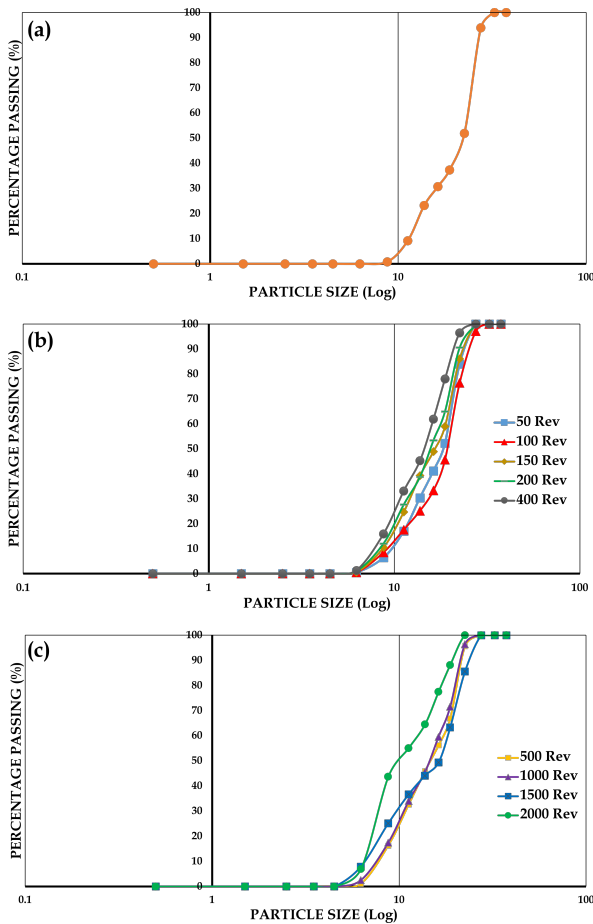 (a)
PERCENTAGE PASSING (%)
100
90
80
70
60
50
40
30
20
10
0
0.1 1 10 100
PARTICLE SIZE (Log)
(b)
PERCENTAGE PASSING (%)
100
90
80
70
60
50
40
30
20
10
0
50 Rev
100 Rev
150 Rev
200 Rev
400 Rev
0.1 1 10 100
PARTICLE SIZE (Log)
(c)
PERCENTAGE PASSING (%)
100
90
80
70
60
50
40
30
20
10
0
500 Rev
1000 Rev
1500 Rev
2000 Rev
0.1 1 10 100
PARTICLE SIZE (Log)